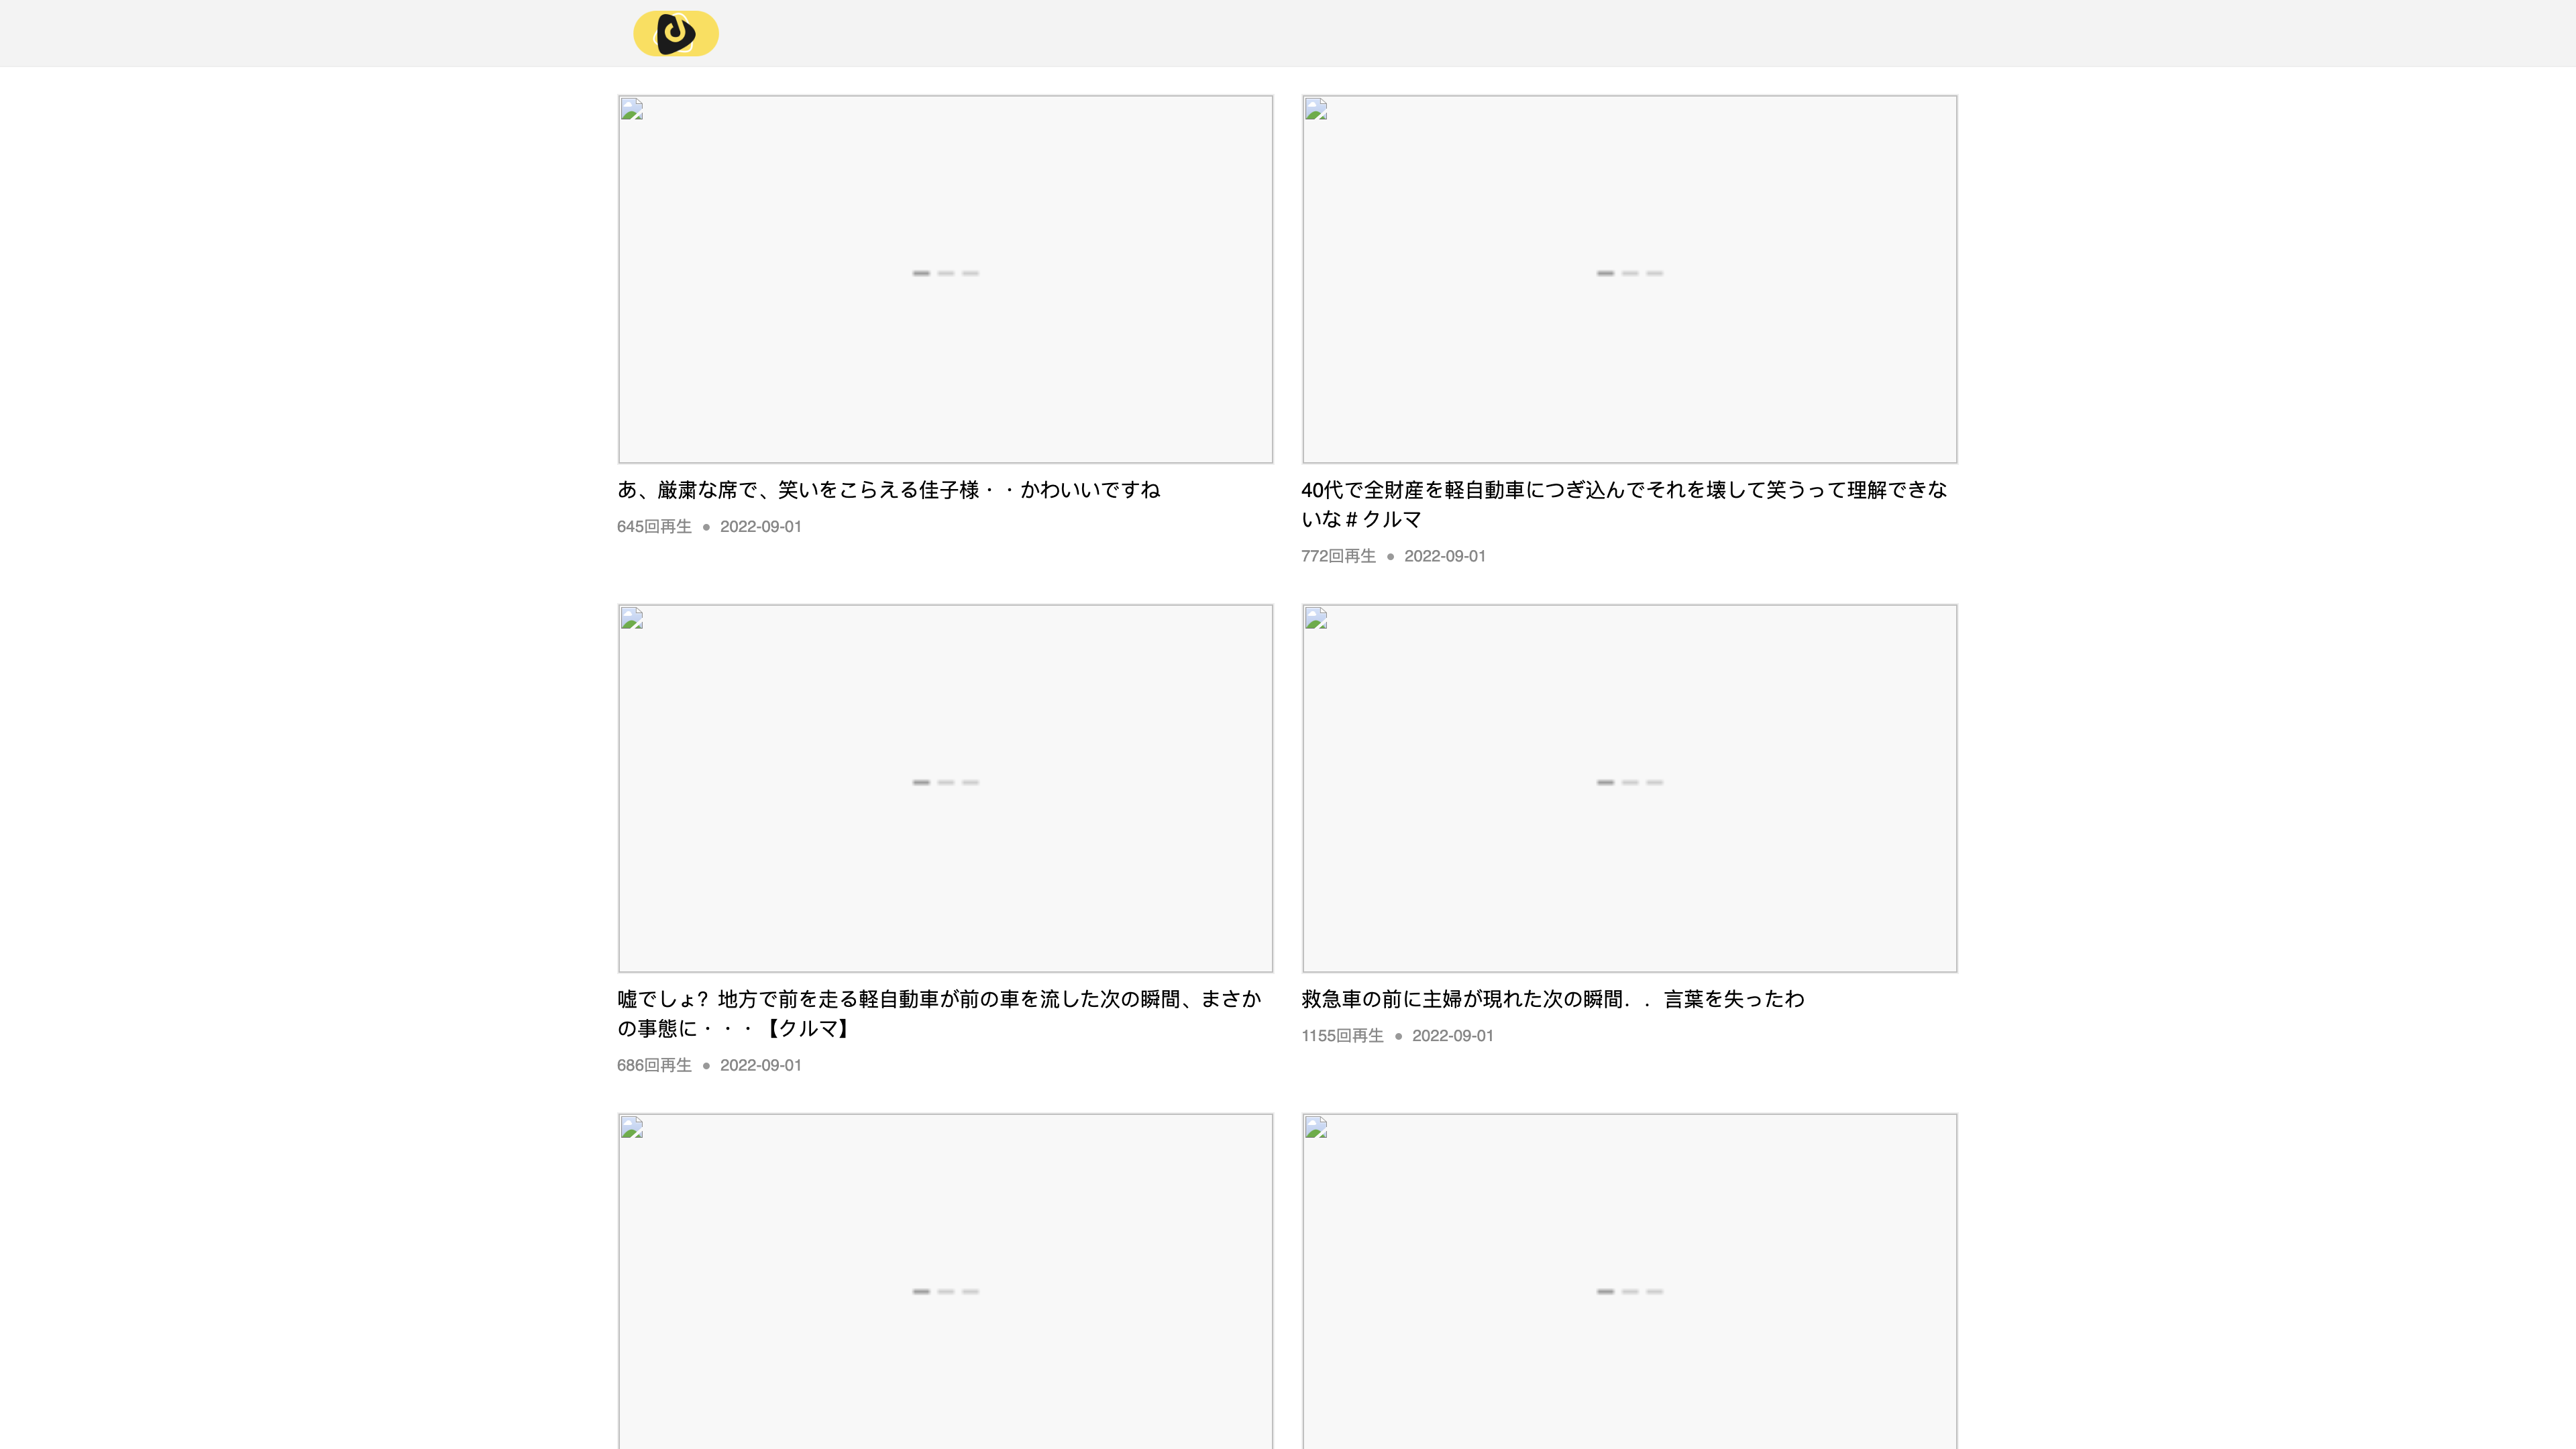 あ、厳粛な席で、笑いをこらえる佳子様・・かわいいですね
645回再生 ● 2022-09-01
40代で全財産を軽自動車につぎ込んでそれを壊して笑うって理解できな
いな＃クルマ
772回再生 ● 2022-09-01
嘘でしょ？地方で前を走る軽自動車が前の車を流した次の瞬間、まさか
の事態に・・・【クルマ】
686回再生 ● 2022-09-01
救急車の前に主婦が現れた次の瞬間．．言葉を失ったわ
1155回再生 ● 2022-09-01